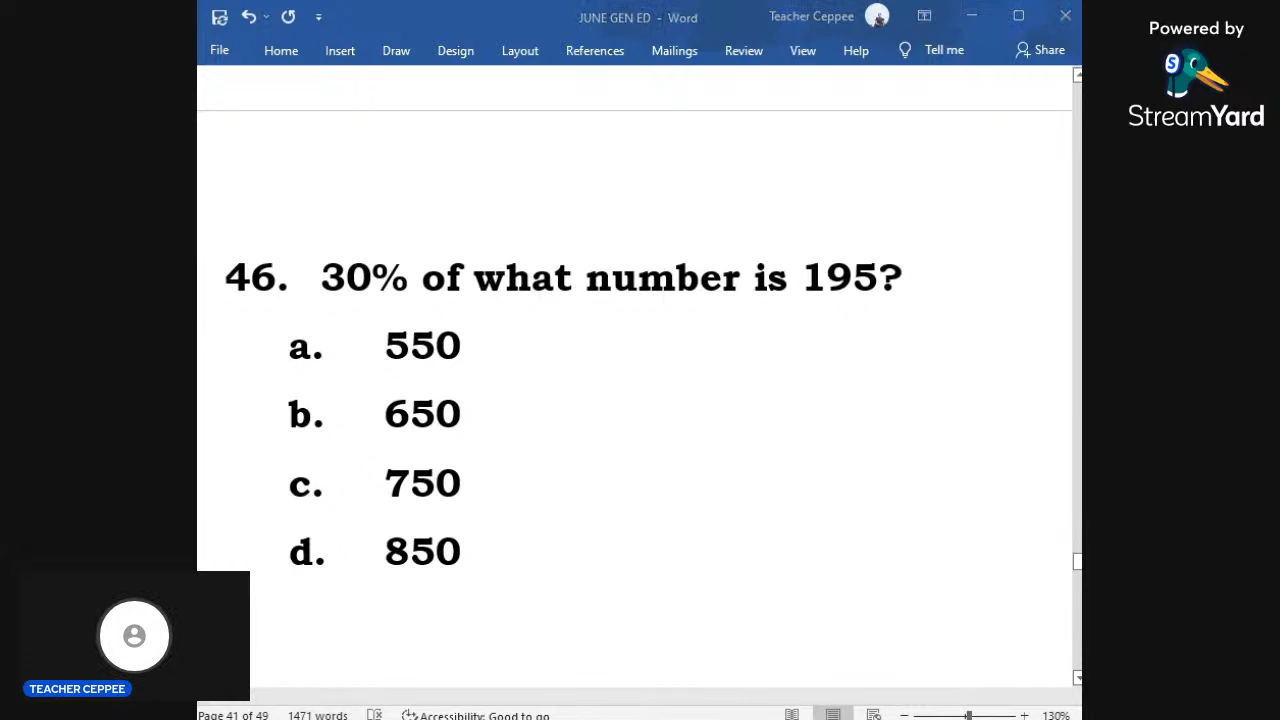 JUNE GEN ED - Word
Teacher Ceppee
File Home Insert Draw Design Layout References Mailings Review View Help Tell me Share
Powered by
S
StreamYard
46. 30% of what number is 195?
a. 550
b. 650
c. 750
d. 850
TEACHER CEPPEE
Page 41 of 49 1471 words Accessibility: Good to go 130%